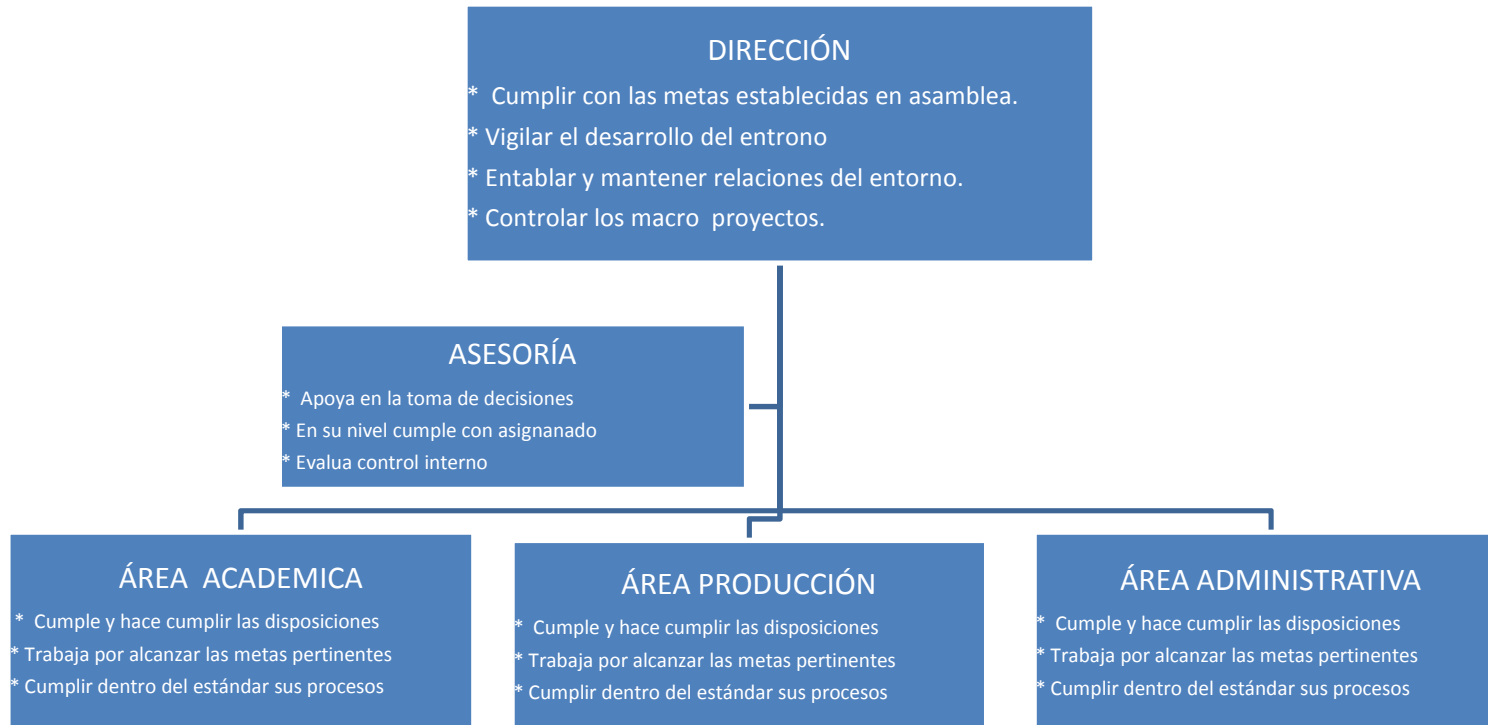 DIRECCIÓN
* Cumplir con las metas establecidas en asamblea.
* Vigilar el desarrollo del entrono
* Entablar y mantener relaciones del entorno.
* Controlar los macro proyectos.
ASESORÍA
* Apoya en la toma de decisiones
* En su nivel cumple con asignanado
* Evalua control interno
ÁREA ACADEMICA
* Cumple y hace cumplir las disposiciones
* Trabaja por alcanzar las metas pertinentes
* Cumplir dentro del estándar sus procesos
ÁREA PRODUCCIÓN
* Cumple y hace cumplir las disposiciones
* Trabaja por alcanzar las metas pertinentes
* Cumplir dentro del estándar sus procesos
ÁREA ADMINISTRATIVA
* Cumple y hace cumplir las disposiciones
* Trabaja por alcanzar las metas pertinentes
* Cumplir dentro del estándar sus procesos